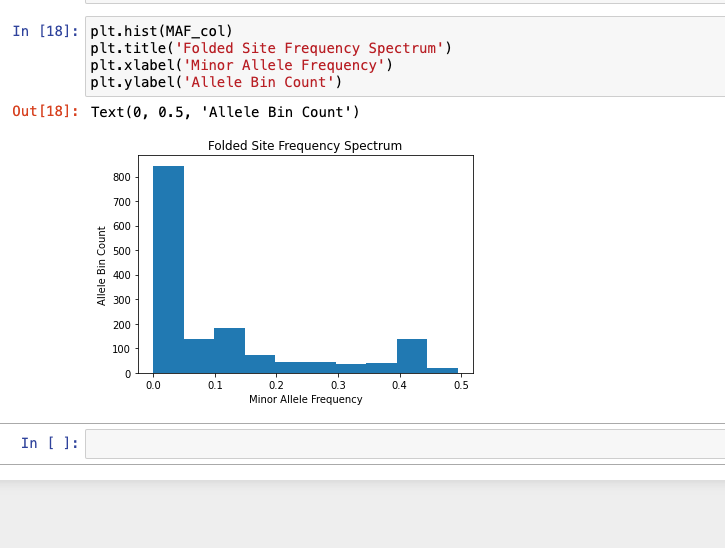 In [18]: plt.hist(MAF_col)
plt.title('Folded Site Frequency Spectrum')
plt.xlabel('Minor Allele Frequency')
plt.ylabel('Allele Bin Count')
Out[18]: Text(0, 0.5, 'Allele Bin Count')
Folded Site Frequency Spectrum
Allele Bin Count
800
700
600
500
400
300
200
100
0
0.0 0.1 0.2 0.3 0.4 0.5
Minor Allele Frequency
In [ ]: